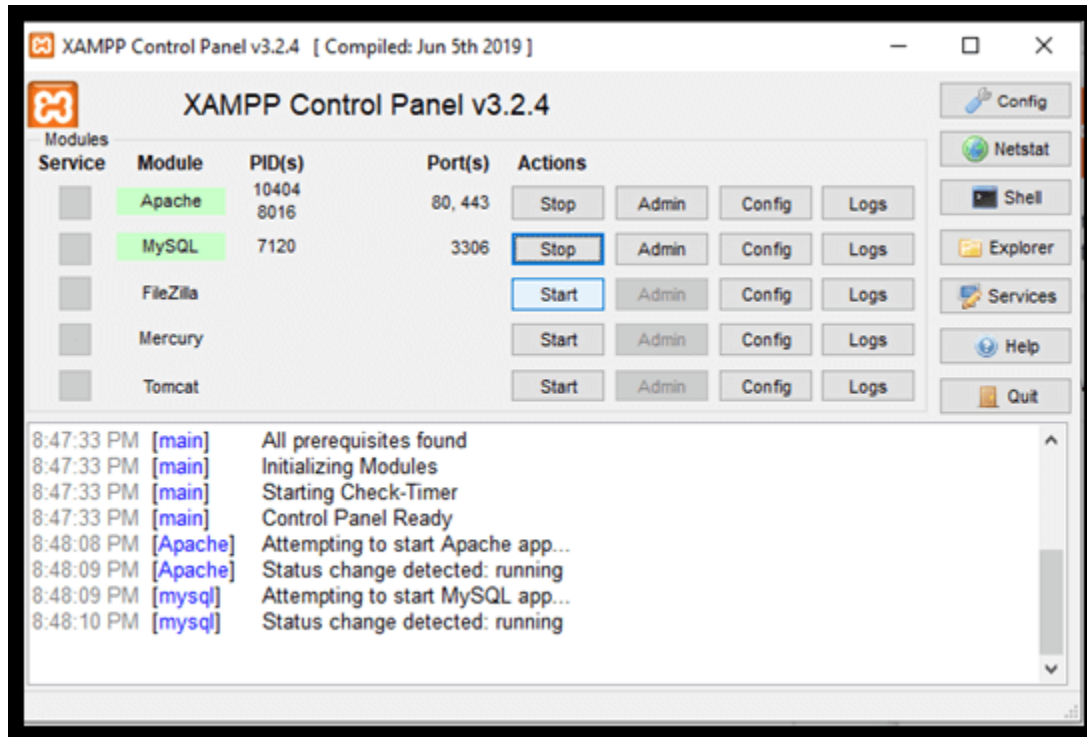 XAMPP Control Panel v3.2.4 [ Compiled: Jun 5th 2019 ]
XAMPP Control Panel v3.2.4
Config
Modules
Service Module PID(s) Port(s) Actions
Netstat
Apache 10404 8016 80, 443 Stop Admin Config Logs
Shell
MySQL 7120 3306 Stop Admin Config Logs
Explorer
FileZilla Start Admin Config Logs
Services
Mercury Start Admin Config Logs
Help
Tomcat Start Admin Config Logs
Quit
8:47:33 PM [main] All prerequisites found
8:47:33 PM [main] Initializing Modules
8:47:33 PM [main] Starting Check-Timer
8:47:33 PM [main] Control Panel Ready
8:48:08 PM [Apache] Attempting to start Apache app...
8:48:09 PM [Apache] Status change detected: running
8:48:09 PM [mysql] Attempting to start MySQL app...
8:48:10 PM [mysql] Status change detected: running